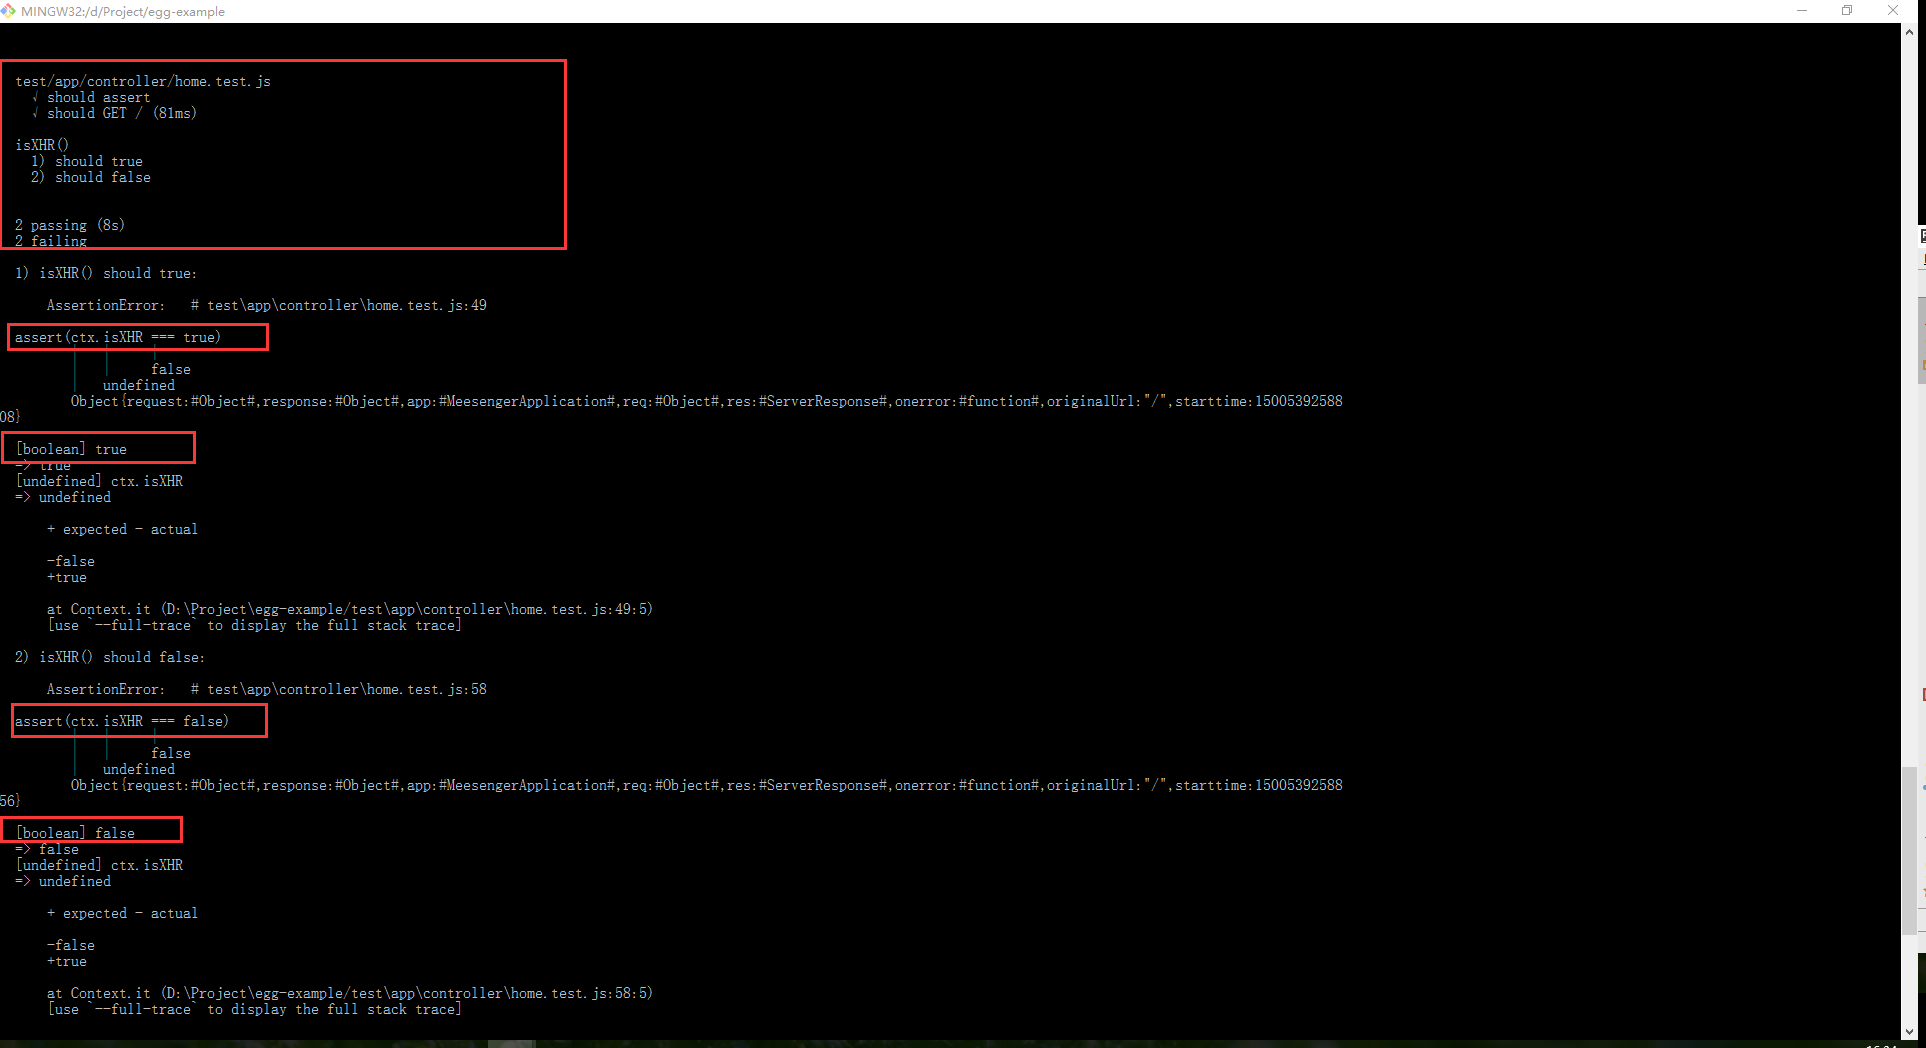 MINGW32:/d/Project/egg-example
test/app/controller/home.test.js
√ should assert
√ should GET / (81ms)
isXHR()
1) should true
2) should false
2 passing (8s)
2 failing
1) isXHR() should true:
AssertionError:   # test\app\controller\home.test.js:49
assert(ctx.isXHR === true)
false
undefined
Object{request:#Object#,response:#Object#,app:#MeesengerApplication#,req:#Object#,res:#ServerResponse#,onerror:#function#,originalUrl:"/",starttime:15005392588
08}
[boolean] true
=> true
[undefined] ctx.isXHR
=> undefined
+ expected - actual
-false
+true
at Context.it (D:\Project\egg-example/test\app\controller\home.test.js:49:5)
[use `--full-trace` to display the full stack trace]
2) isXHR() should false:
AssertionError:   # test\app\controller\home.test.js:58
assert(ctx.isXHR === false)
false
undefined
Object{request:#Object#,response:#Object#,app:#MeesengerApplication#,req:#Object#,res:#ServerResponse#,onerror:#function#,originalUrl:"/",starttime:15005392588
56}
[boolean] false
=> false
[undefined] ctx.isXHR
=> undefined
+ expected - actual
-false
+true
at Context.it (D:\Project\egg-example/test\app\controller\home.test.js:58:5)
[use `--full-trace` to display the full stack trace]